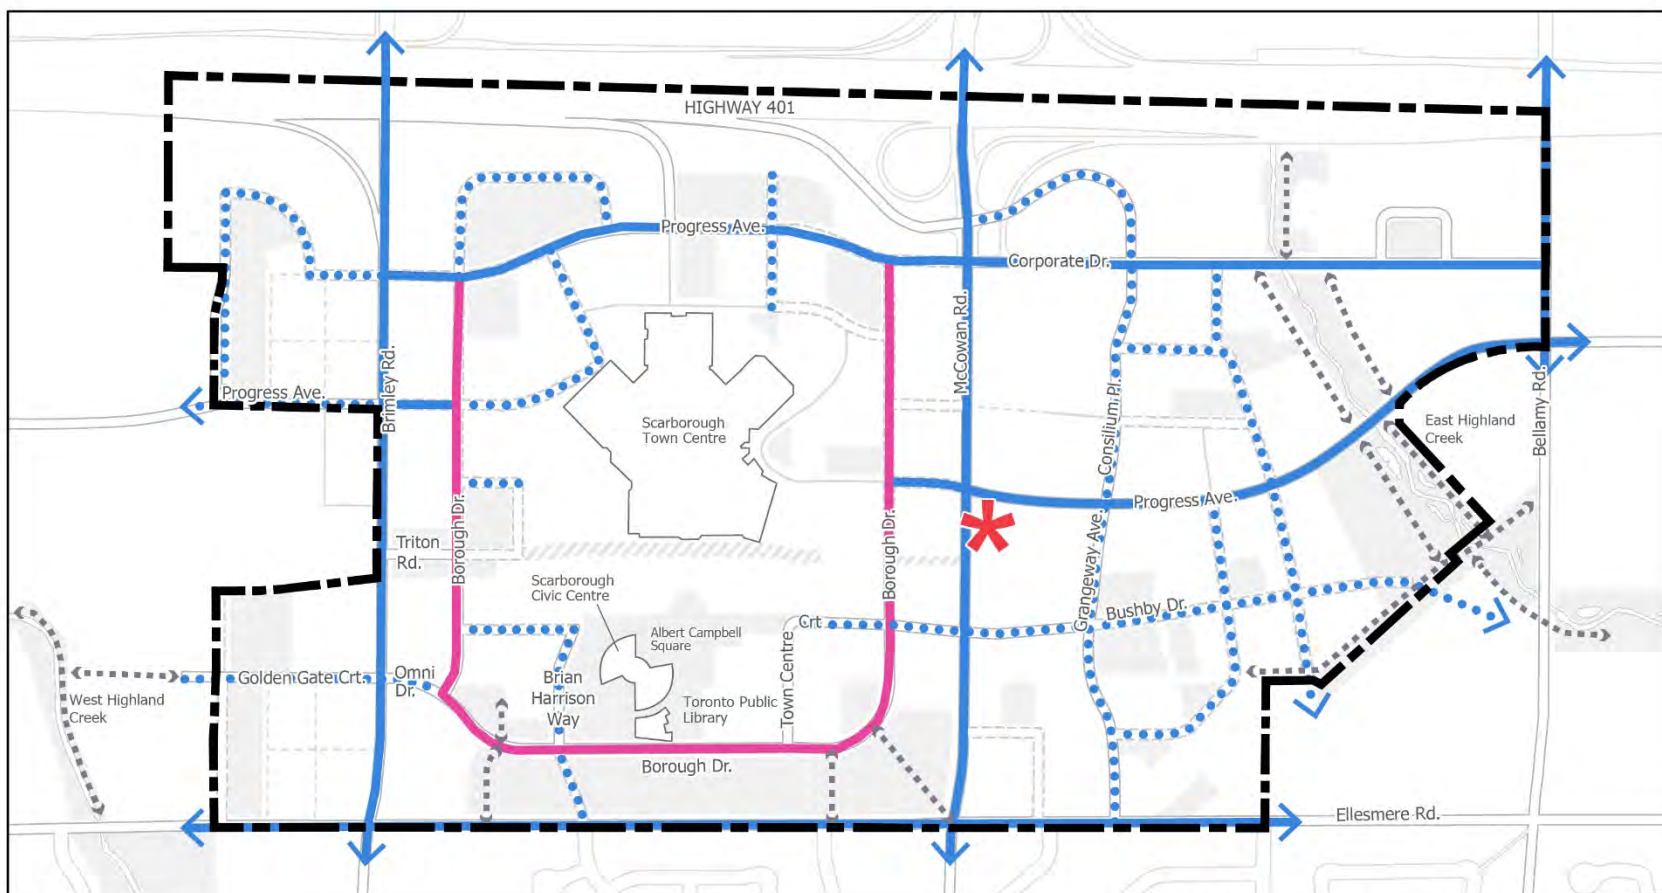 HIGHWAY 401
Progress Ave.
Corporate Dr.
McCowan Rd.
Brimley Rd.
Progress Ave.
Scarborough
Town Centre
Consilium Pl.
East Highland
Creek
Bellamy Rd.
Progress Ave.
Borough Dr.
Borough Dr.
Triton
Rd.
Grangeway Ave.
Scarborough
Civic Centre
Bushby Dr.
Crt
Town Centre
Albert Campbell
Square
Golden Gate Crt.
Omni
Dr.
Brian
Harrison
Way
West Highland
Creek
Toronto Public
Library
Borough Dr.
Ellesmere Rd.